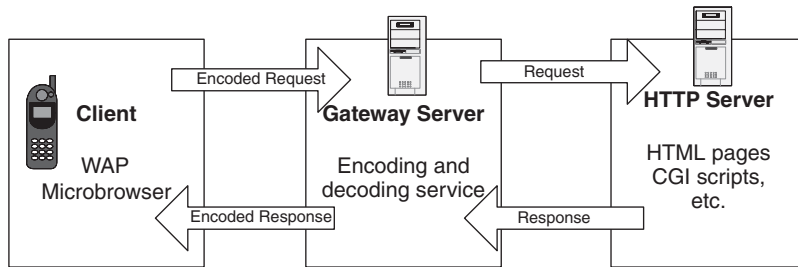 Encoded Request
Request
Client
Gateway Server
HTTP Server
WAP
Microbrowser
Encoding and
decoding service
HTML pages
CGI scripts,
etc.
Encoded Response
Response